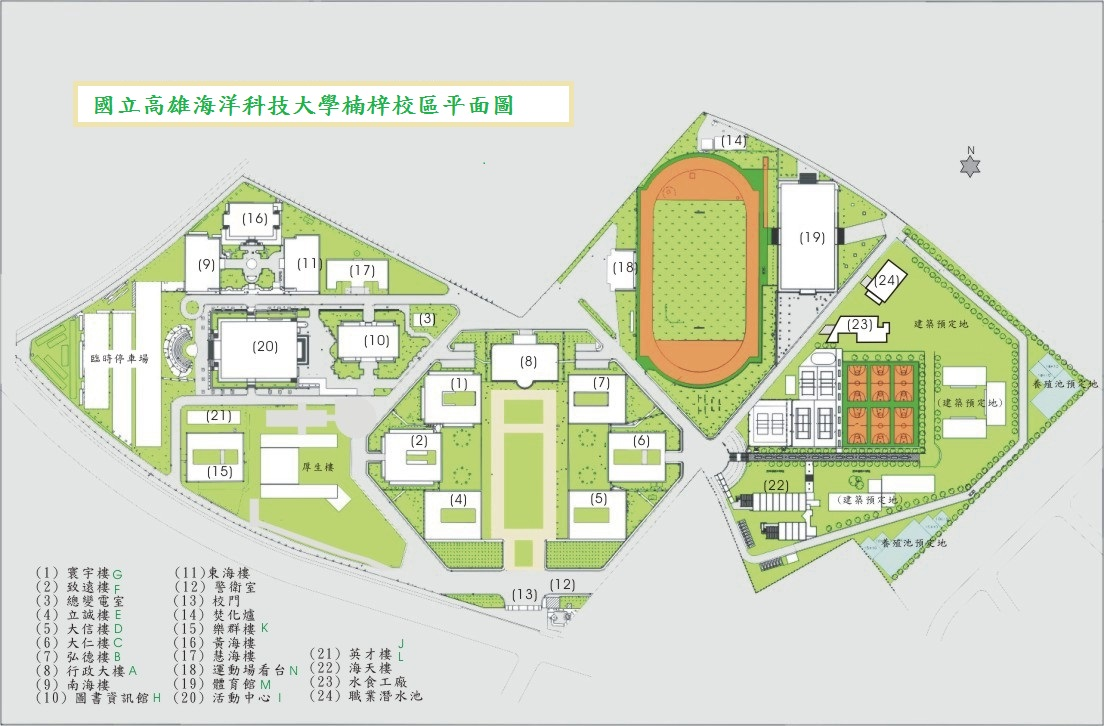 國立高雄海洋科技大學楠梓校區平面圖
N
(14)
(16)
(19)
(9)
(11)
(17)
(18)
(24)
(3)
(23)
建築預定地
(20)
(10)
臨時停車場
(8)
(1)
(7)
養殖池預定地
(建築預定地)
(21)
(2)
(6)
(15)
厚生樓
(4)
(5)
(22)
(建築預定地)
養殖池預定地
(12)
(13)
(1) 寰宇樓 G
(2) 致遠樓 F
(3) 總變電室
(4) 立誠樓 E
(5) 大信樓 D
(6) 大仁樓 C
(7) 弘德樓 B
(8) 行政大樓 A
(9) 南海樓
(10) 圖書資訊館 H
(11) 東海樓
(12) 警衛室
(13) 校門
(14) 焚化爐
(15) 樂群樓 K
(16) 黃海樓
(17) 慧海樓
(18) 運動場看台 N
(19) 體育館 M
(20) 活動中心 I
(21) 英才樓 J
(22) 海天樓 L
(23) 水食工廠
(24) 職業潛水池